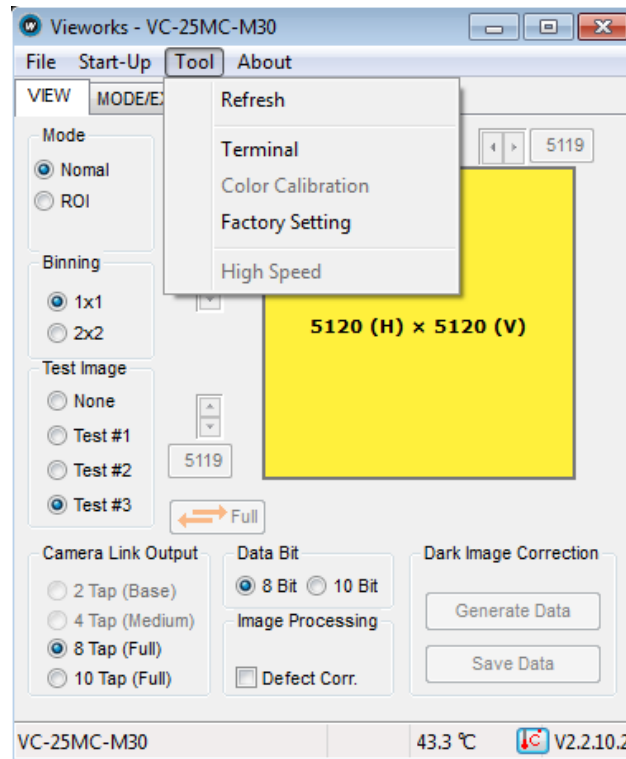 Vieworks - VC-25MC-M30
File Start-Up Tool About
VIEW MODE/E
Refresh
Terminal
Color Calibration
Factory Setting
High Speed
Mode
Nomal
ROI
5119
Binning
1x1
2x2
5120 (H) × 5120 (V)
Test Image
None
Test #1
Test #2
Test #3
5119
Full
Camera Link Output
2 Tap (Base)
4 Tap (Medium)
8 Tap (Full)
10 Tap (Full)
Data Bit
8 Bit 10 Bit
Image Processing
Defect Corr.
Dark Image Correction
Generate Data
Save Data
VC-25MC-M30 43.3 ℃ C V2.2.10.2